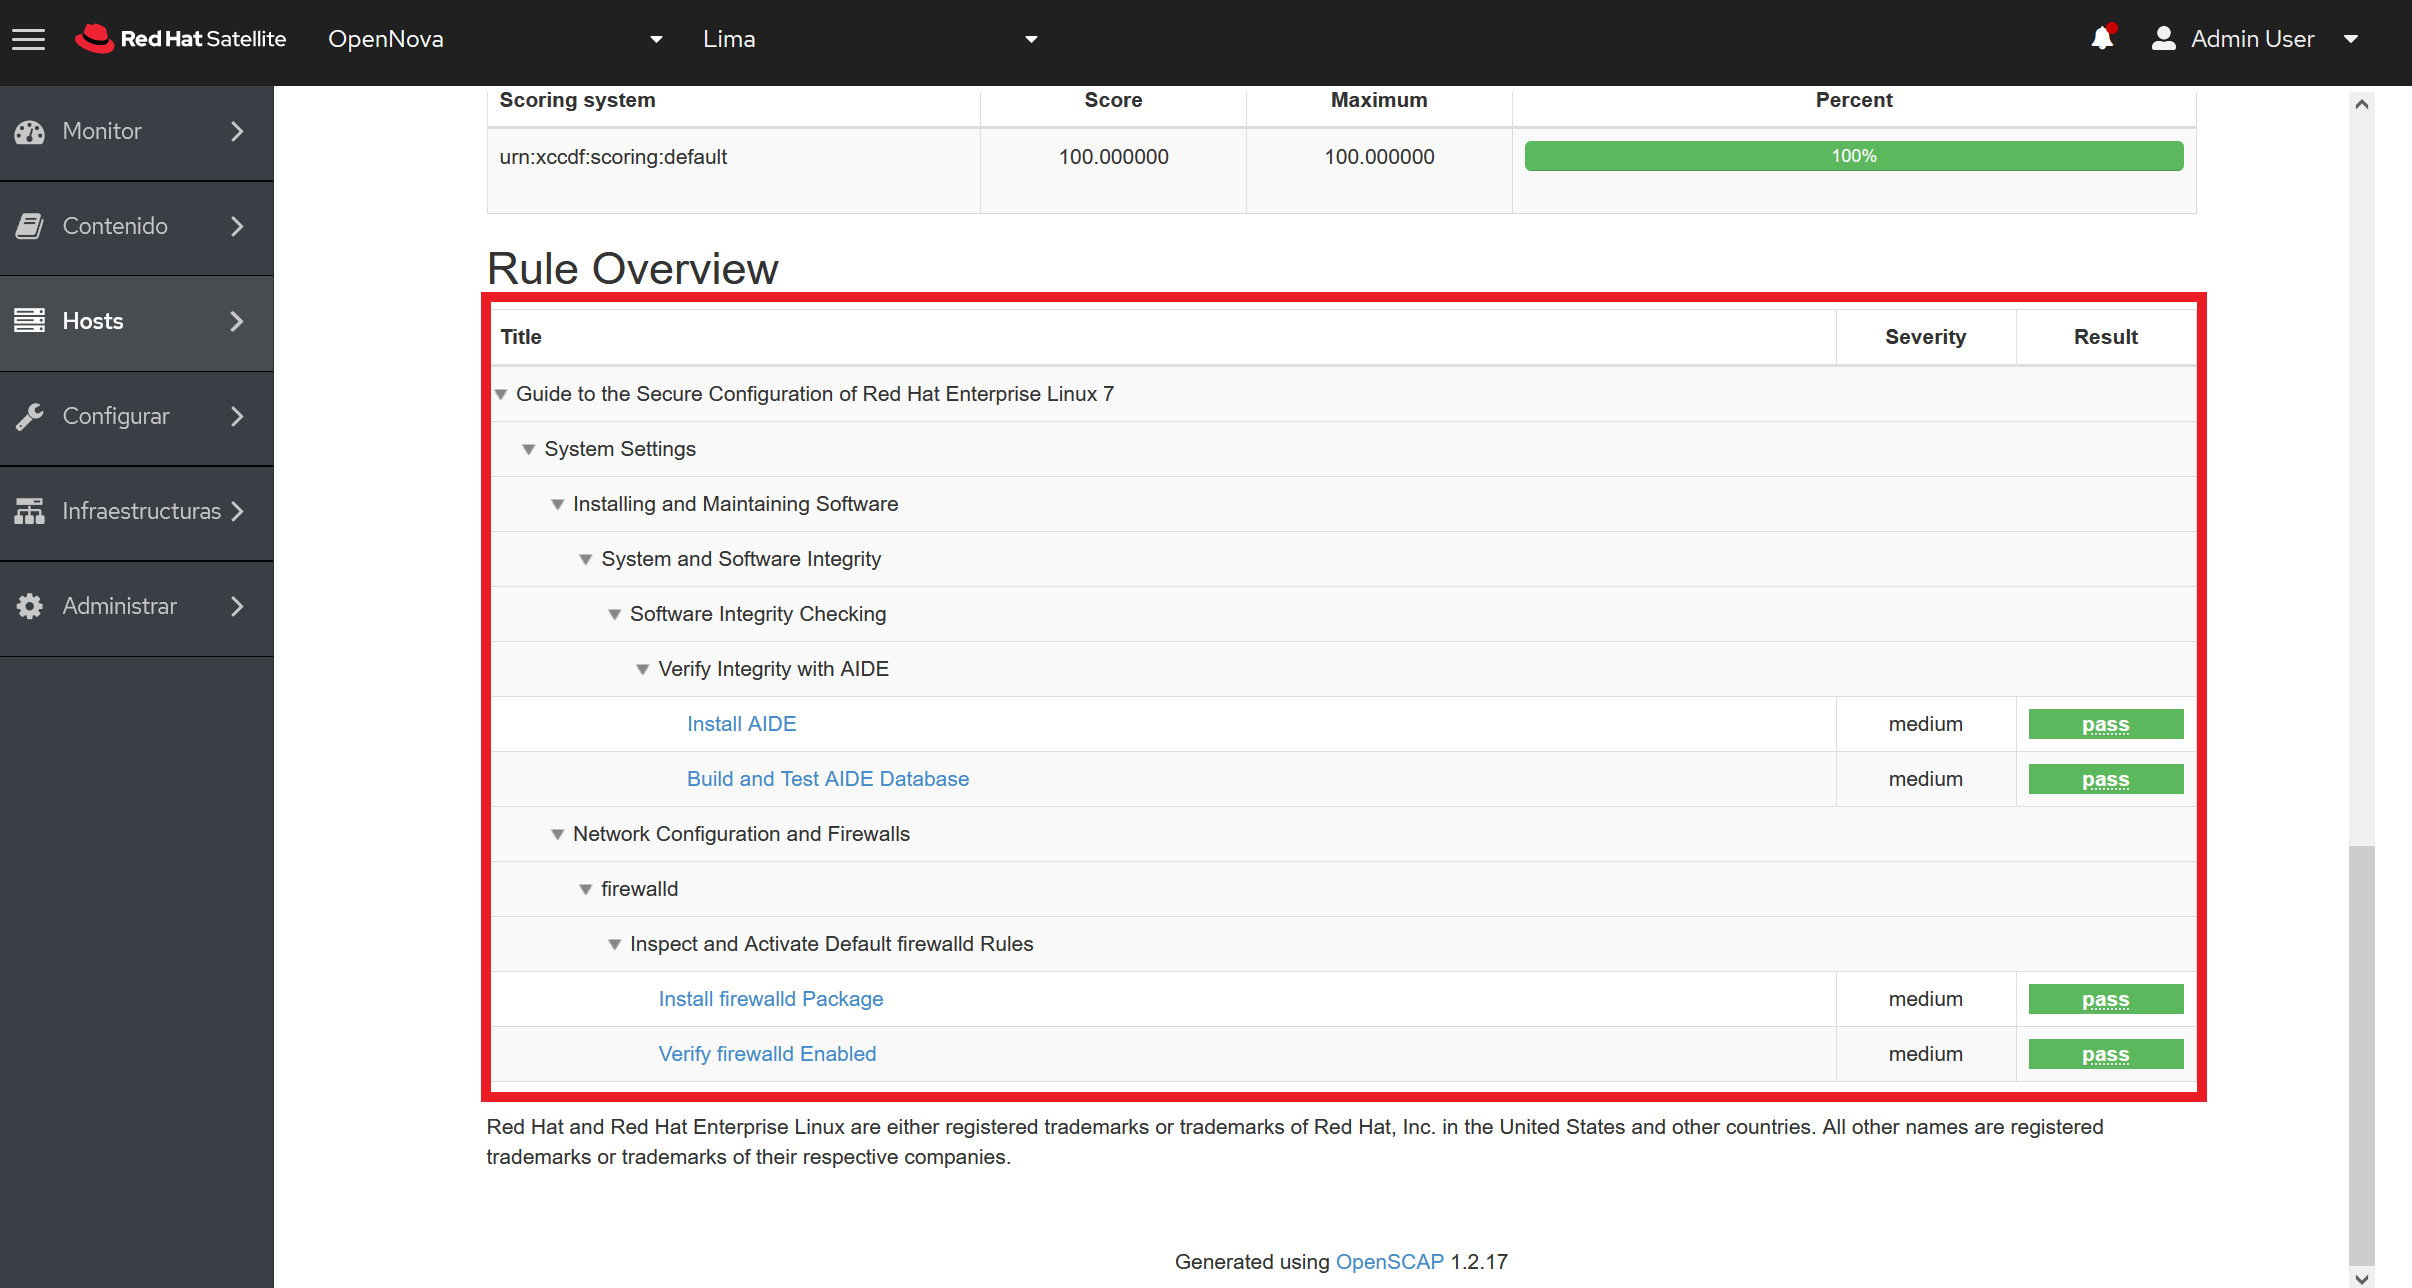 Red Hat Satellite OpenNova Lima Admin User
Monitor
Contenido
Hosts
Configurar
Infraestructuras
Administrar
Scoring system Score Maximum Percent
urn:xccdf:scoring:default 100.000000 100.000000 100%
Rule Overview
Title Severity Result
Guide to the Secure Configuration of Red Hat Enterprise Linux 7
System Settings
Installing and Maintaining Software
System and Software Integrity
Software Integrity Checking
Verify Integrity with AIDE
Install AIDE medium pass
Build and Test AIDE Database medium pass
Network Configuration and Firewalls
firewalld
Inspect and Activate Default firewalld Rules
Install firewalld Package medium pass
Verify firewalld Enabled medium pass
Red Hat and Red Hat Enterprise Linux are either registered trademarks or trademarks of Red Hat, Inc. in the United States and other countries. All other names are registered
trademarks or trademarks of their respective companies.
Generated using OpenSCAP 1.2.17